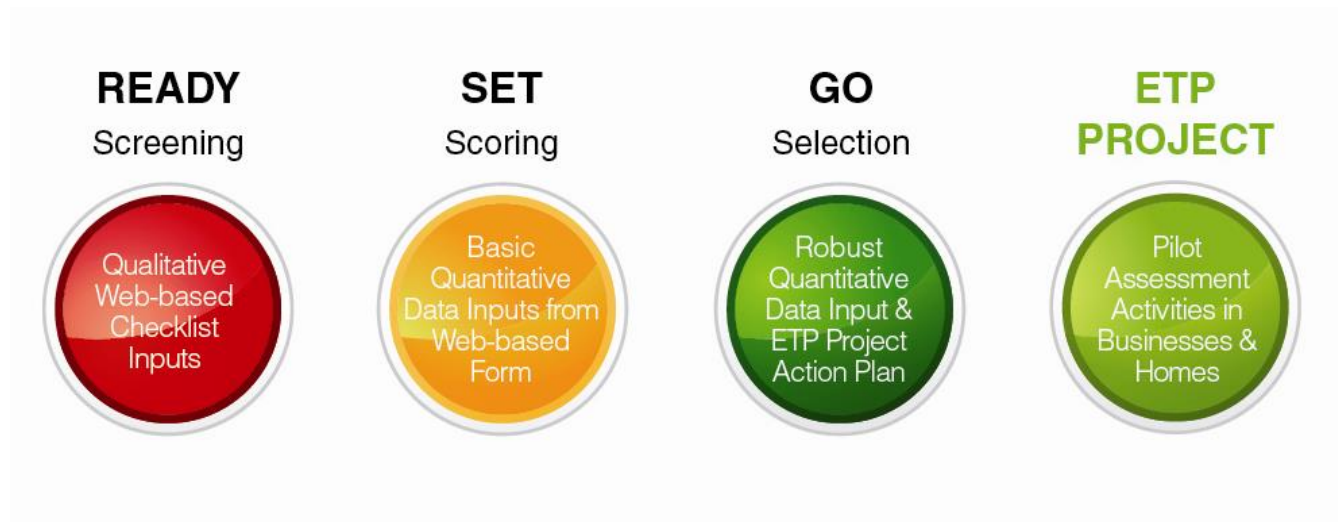 READY
Screening
Qualitative
Web-based
Checklist
Inputs
SET
Scoring
Basic
Quantitative
Data Inputs from
Web-based
Form
GO
Selection
Robust
Quantitative
Data Input &
ETP Project
Action Plan
ETP
PROJECT
Pilot
Assessment
Activities in
Businesses &
Homes